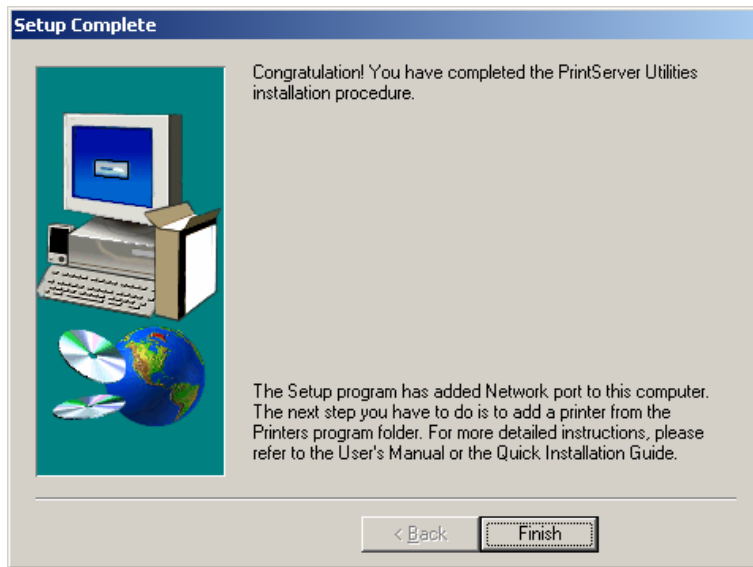 Setup Complete
Congratulation! You have completed the PrintServer Utilities
installation procedure.
The Setup program has added Network port to this computer.
The next step you have to do is to add a printer from the
Printers program folder. For more detailed instructions, please
refer to the User's Manual or the Quick Installation Guide.
< Back
Finish